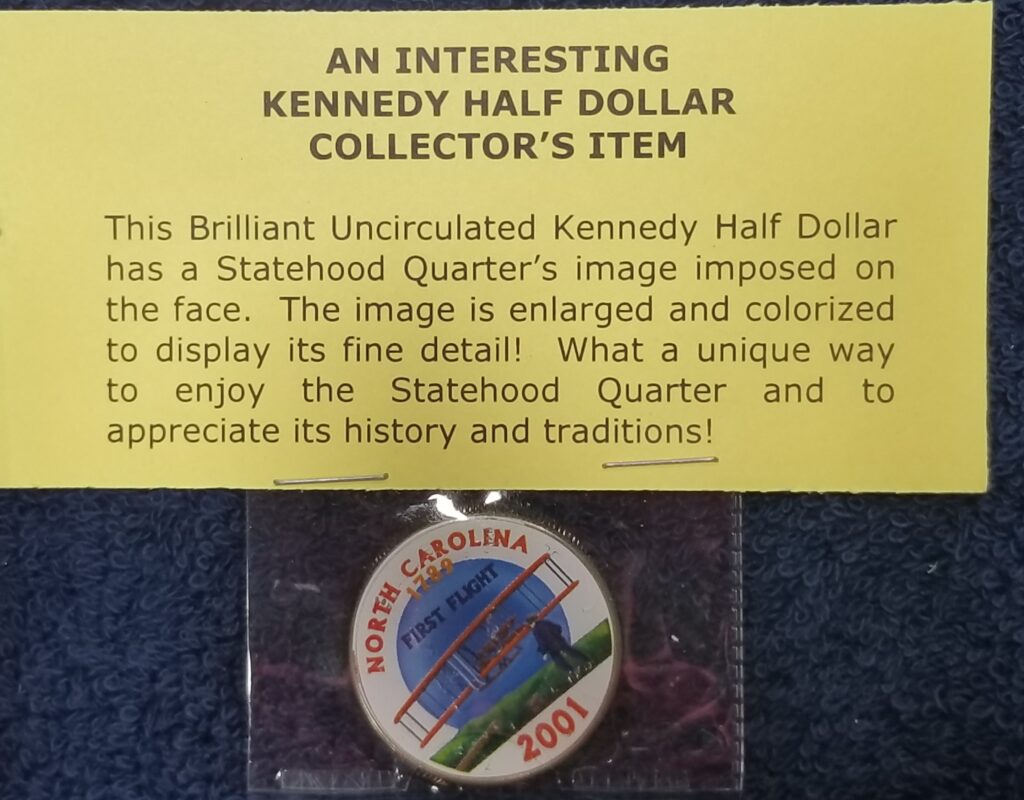 AN INTERESTING
KENNEDY HALF DOLLAR
COLLECTOR’S ITEM
This Brilliant Uncirculated Kennedy Half Dollar
has a Statehood Quarter’s image imposed on
the face.  The image is enlarged and colorized
to display its fine detail!  What a unique way
to enjoy the Statehood Quarter and to
appreciate its history and traditions!
NORTH CAROLINA
1789
FIRST FLIGHT
2001